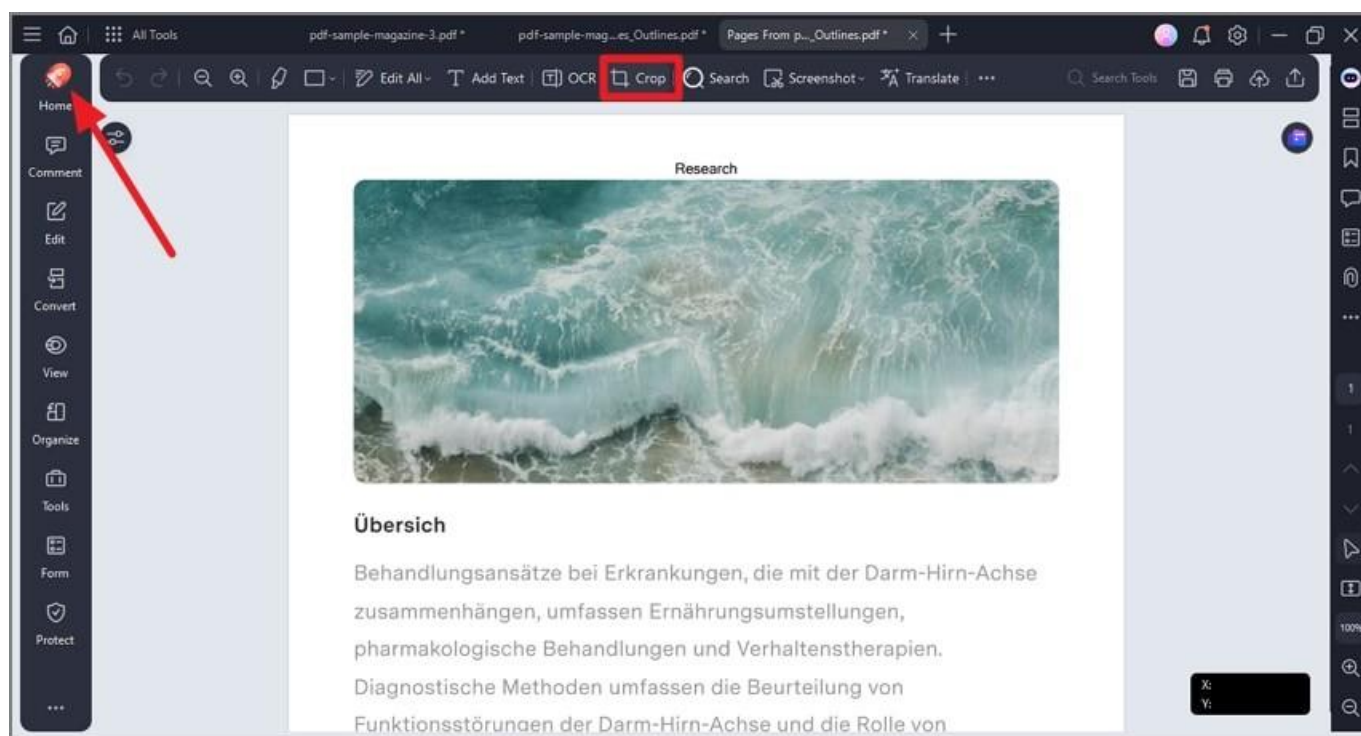 All Tools
pdf-sample-magazine-3.pdf *
pdf-sample-mag...es_Outlines.pdf *
Pages From p..._Outlines.pdf *
Home
Edit All
Add Text
OCR
Crop
Search
Screenshot
Translate
Search Tools
Comment
Edit
Convert
View
Organize
Tools
Form
Protect
Research
Übersich
Behandlungsansätze bei Erkrankungen, die mit der Darm-Hirn-Achse
zusammenhängen, umfassen Ernährungsumstellungen,
pharmakologische Behandlungen und Verhaltenstherapien.
Diagnostische Methoden umfassen die Beurteilung von
Funktionsstörungen der Darm-Hirn-Achse und die Rolle von
1
1
100%
X:
Y: